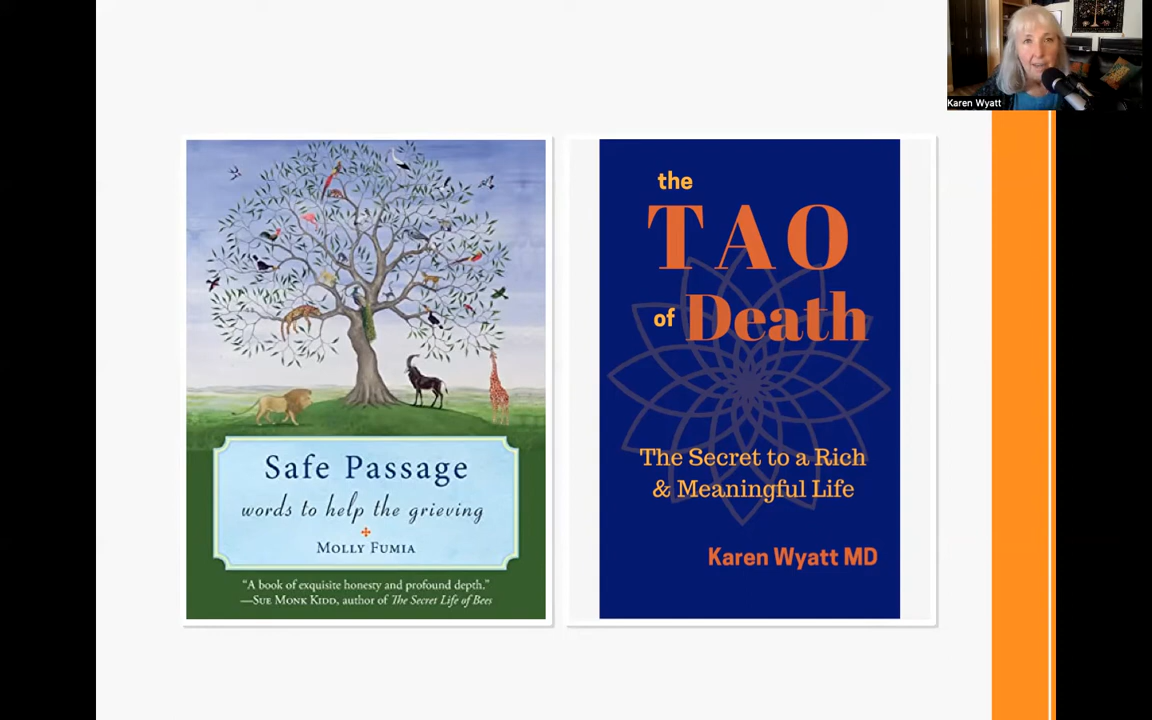 Karen Wyatt
Safe Passage
words to help the grieving
MOLLY FUMIA
“A book of exquisite honesty and profound depth.”
—SUE MONK KIDD, author of The Secret Life of Bees
the
TAO
of Death
The Secret to a Rich
& Meaningful Life
Karen Wyatt MD